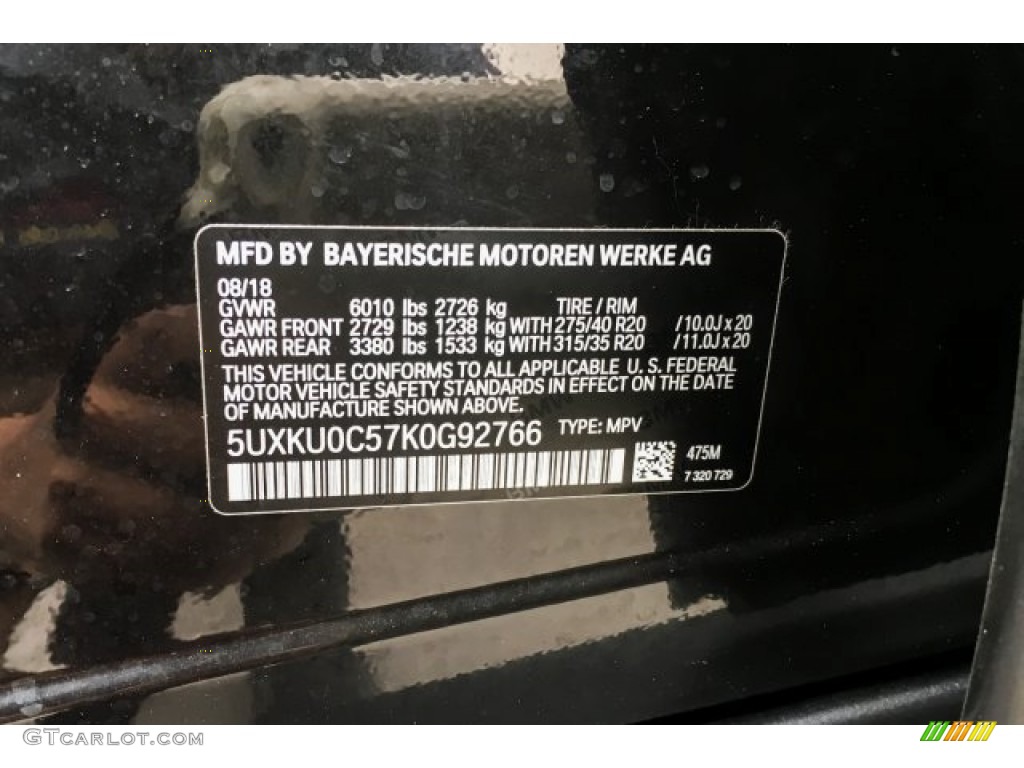 MFD BY BAYERISCHE MOTOREN WERKE AG
08/18
GVWR 6010 lbs 2726 kg TIRE / RIM
GAWR FRONT 2729 lbs 1238 kg WITH 275/40 R20 / 10.0J x 20
GAWR REAR 3380 lbs 1533 kg WITH 315/35 R20 / 11.0J x 20
THIS VEHICLE CONFORMS TO ALL APPLICABLE U. S. FEDERAL
MOTOR VEHICLE SAFETY STANDARDS IN EFFECT ON THE DATE
OF MANUFACTURE SHOWN ABOVE.
5UXKU0C57K0G92766 TYPE: MPV
475M
7 320 729
GTcarlot.com